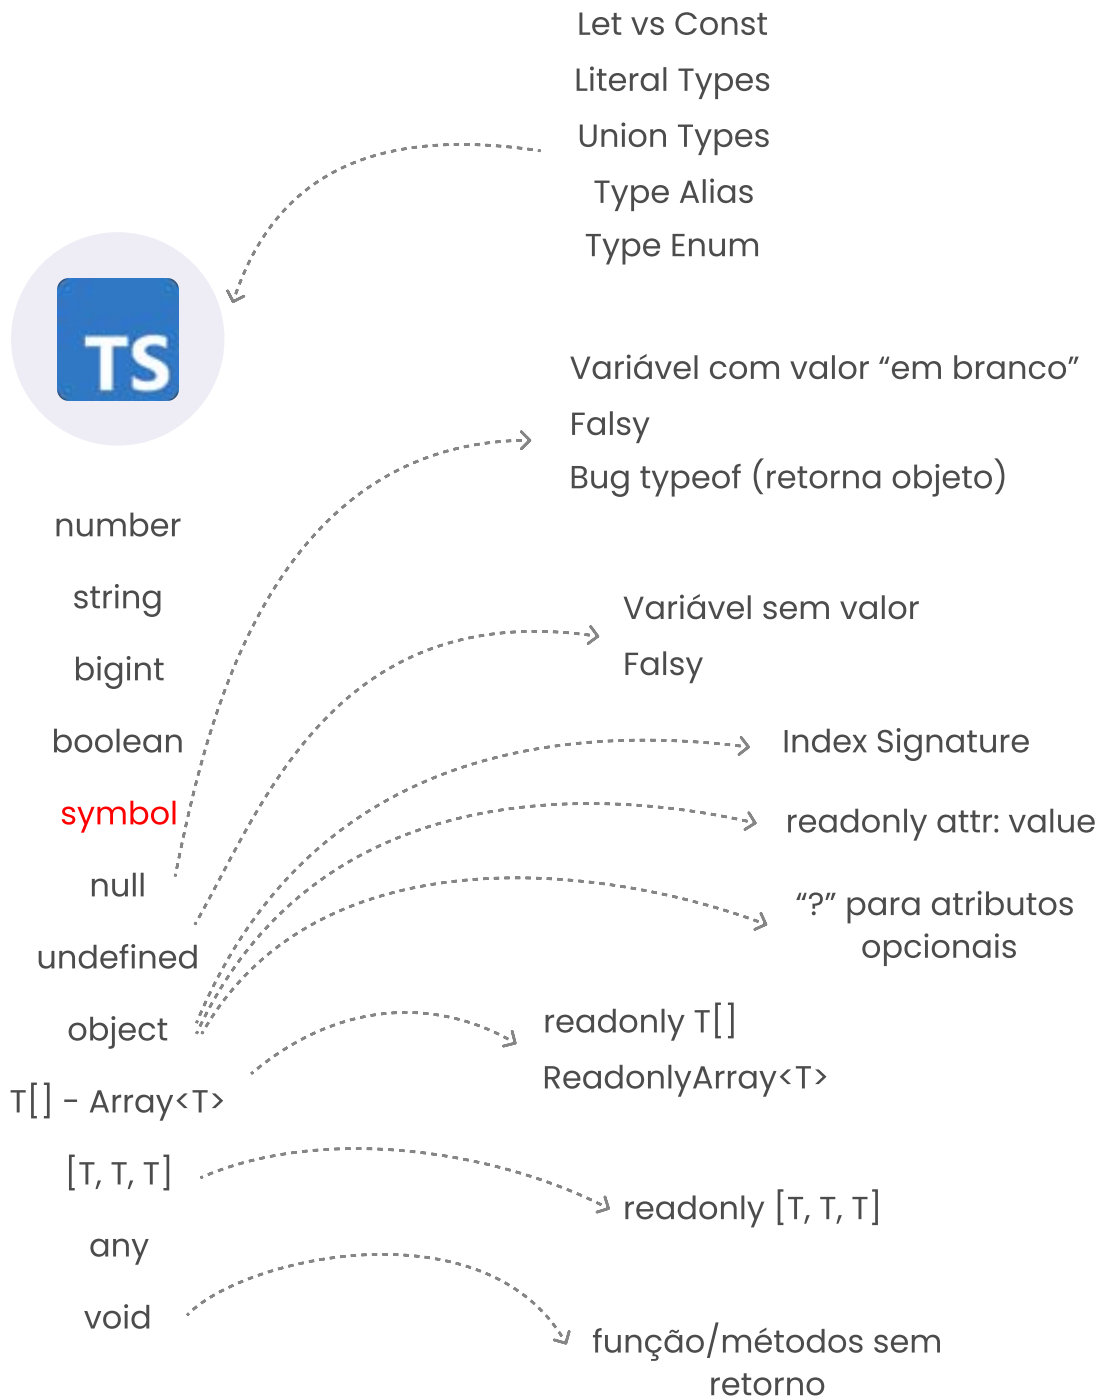 Let vs Const
Literal Types
Union Types
Type Alias
Type Enum
TS
Variável com valor “em branco”
Falsy
Bug typeof (retorna objeto)
number
string
bigint
boolean
symbol
null
undefined
object
T[] - Array<T>
[T, T, T]
any
void
Variável sem valor
Falsy
Index Signature
readonly attr: value
“?” para atributos
opcionais
readonly T[]
ReadonlyArray<T>
readonly [T, T, T]
função/métodos sem
retorno